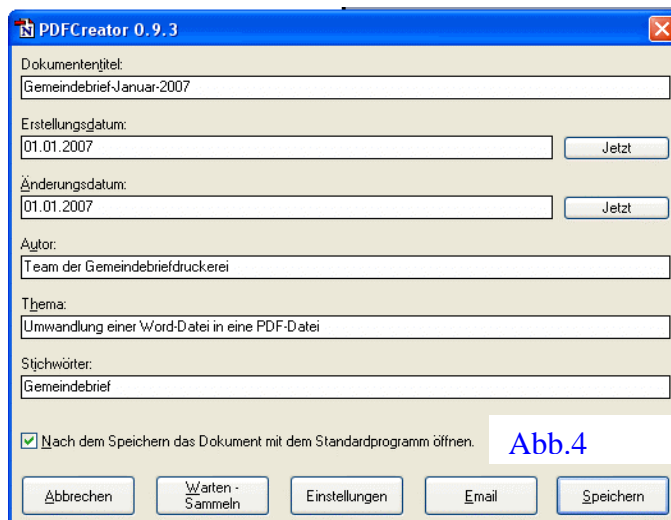 PDFCreator 0.9.3
Dokumententitel:
Gemeindebrief-Januar-2007
Erstellungsdatum:
01.01.2007
Jetzt
Änderungsdatum:
01.01.2007
Jetzt
Autor:
Team der Gemeindebriefdruckerei
Thema:
Umwandlung einer Word-Datei in eine PDF-Datei
Stichwörter:
Gemeindebrief
Nach dem Speichern das Dokument mit dem Standardprogramm öffnen.
Abb.4
Abbrechen
Warten -
Sammeln
Einstellungen
Email
Speichern